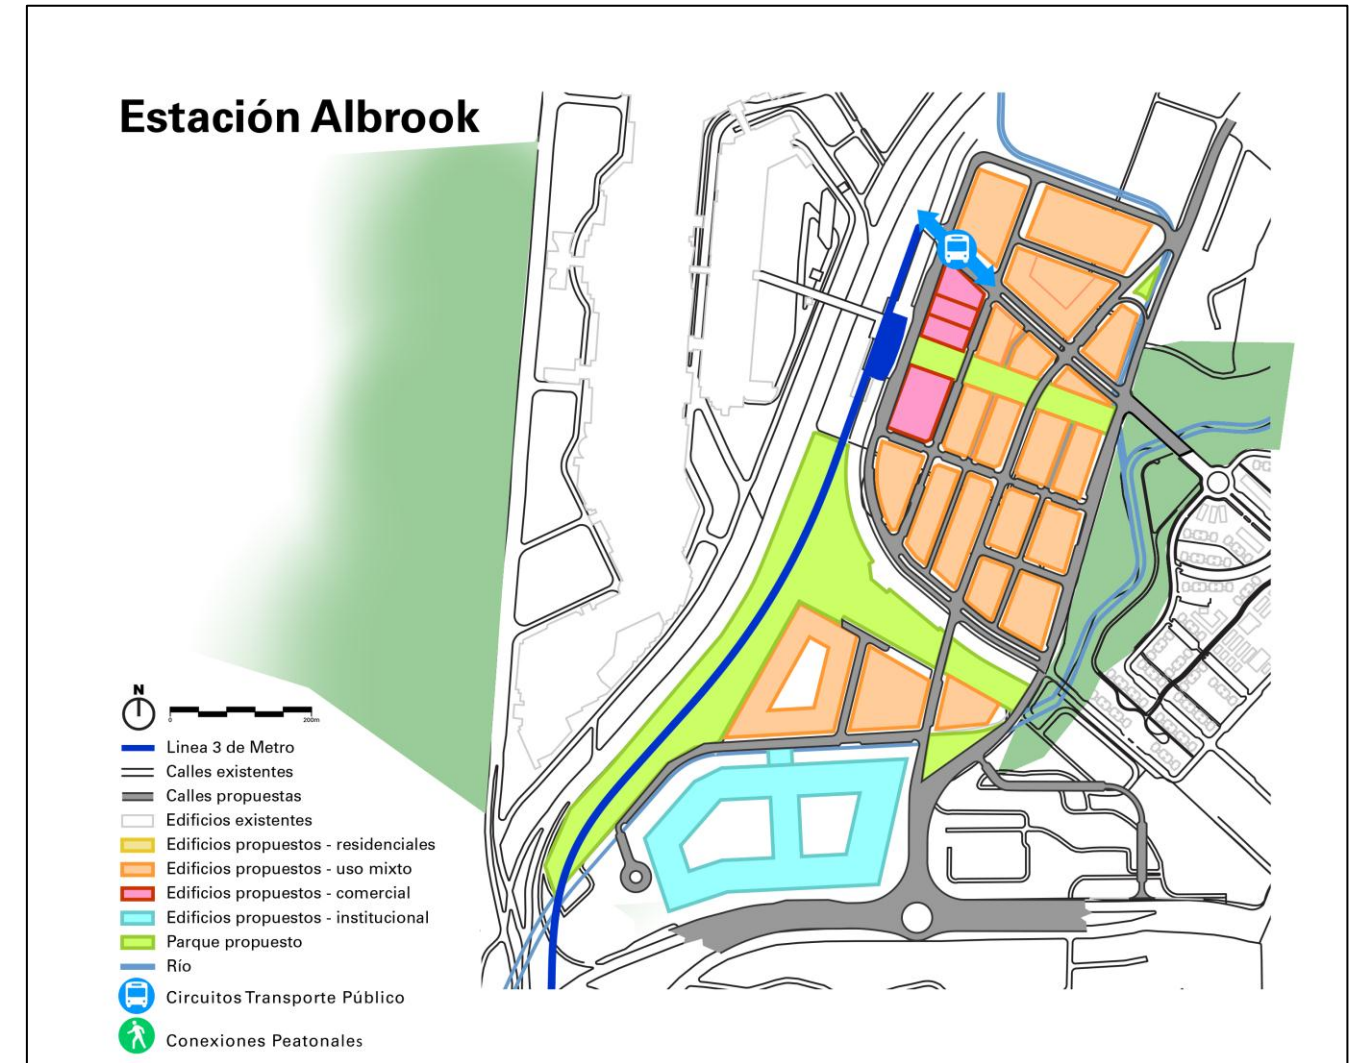 Estación Albrook
N
0 200m
Linea 3 de Metro
Calles existentes
Calles propuestas
Edificios existentes
Edificios propuestos - residenciales
Edificios propuestos - uso mixto
Edificios propuestos - comercial
Edificios propuestos - institucional
Parque propuesto
Río
Circuitos Transporte Público
Conexiones Peatonales